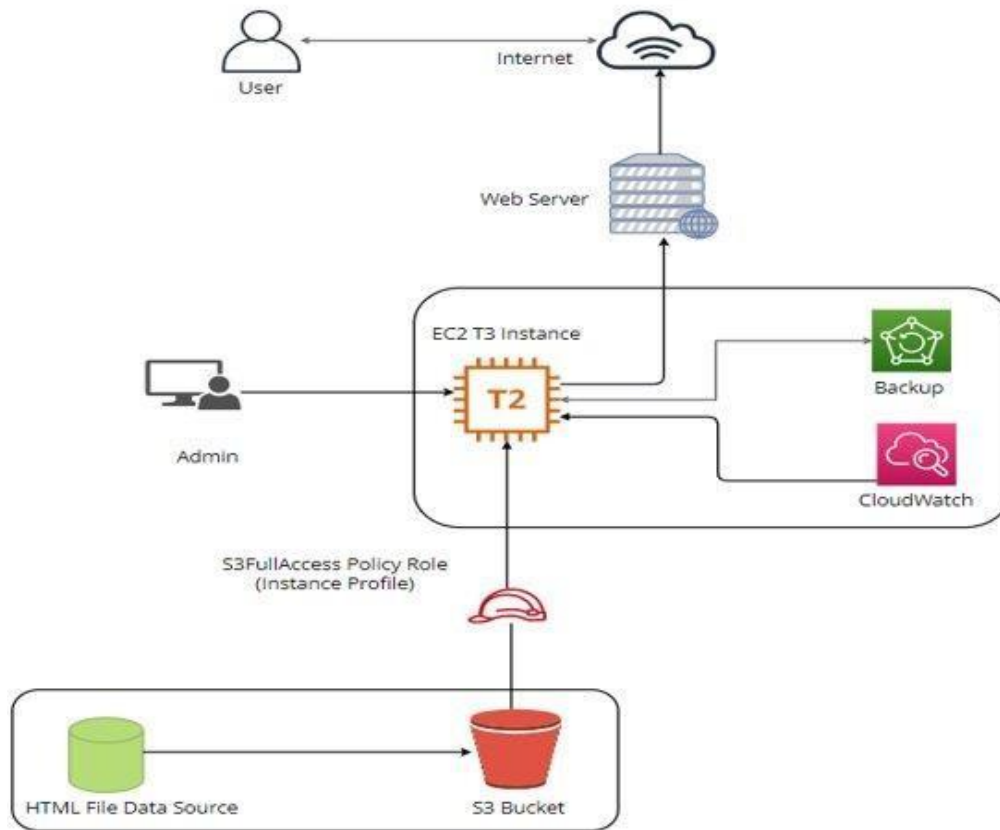 Internet
User
Web Server
EC2 T3 Instance
T2
Backup
Admin
CloudWatch
S3FullAccess Policy Role
(Instance Profile)
HTML File Data Source
S3 Bucket